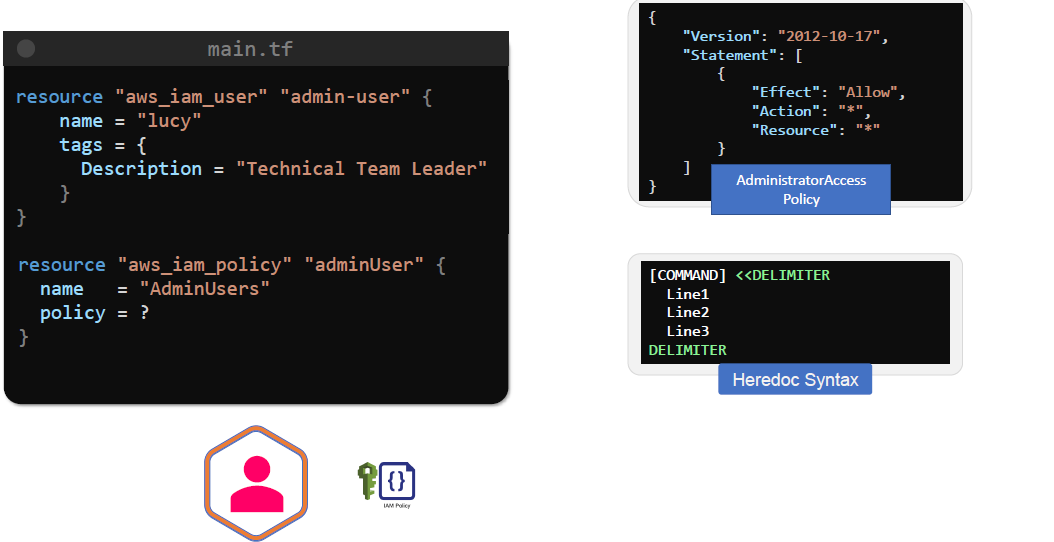 main.tf
resource "aws_iam_user" "admin-user" {
    name = "lucy"
    tags = {
      Description = "Technical Team Leader"
    }
}
resource "aws_iam_policy" "adminUser" {
  name   = "AdminUsers"
  policy = ?
}
{
    "Version": "2012-10-17",
    "Statement": [
        {
            "Effect": "Allow",
            "Action": "*",
            "Resource": "*"
        }
    ]
}
AdministratorAccess
Policy
[COMMAND] <<DELIMITER
  Line1
  Line2
  Line3
DELIMITER
Heredoc Syntax
{}
IAM Policy